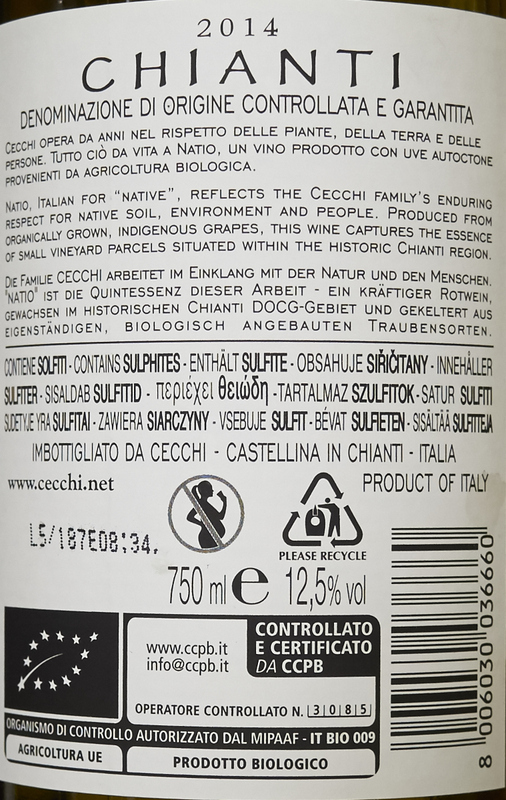 2014
CHIANTI
DENOMINAZIONE DI ORIGINE CONTROLLATA E GARANTITA
CECCHI OPERA DA ANNI NEL RISPETTO DELLE PIANTE, DELLA TERRA E DELLE
PERSONE. TUTTO CIÒ DA VITA A NATIO, UN VINO PRODOTTO CON UVE AUTOCTONE
PROVENIENTI DA AGRICOLTURA BIOLOGICA.
NATIO, ITALIAN FOR "NATIVE", REFLECTS THE CECCHI FAMILY'S ENDURING
RESPECT FOR NATIVE SOIL, ENVIRONMENT AND PEOPLE. PRODUCED FROM
ORGANICALLY GROWN, INDIGENOUS GRAPES, THIS WINE CAPTURES THE ESSENCE
OF SMALL VINEYARD PARCELS SITUATED WITHIN THE HISTORIC CHIANTI REGION.
DIE FAMILIE CECCHI ARBEITET IM EINKLANG MIT DER NATUR UND DEN MENSCHEN.
"NATIO" IST DIE QUINTESSENZ DIESER ARBEIT - EIN KRÄFTIGER ROTWEIN,
GEWACHSEN IM HISTORISCHEN CHIANTI DOCG-GEBIET UND GEKELTERT AUS
EIGENSTÄNDIGEN, BIOLOGISCH ANGEBAUTEN TRAUBENSORTEN.
CONTIENE SOLFITI - CONTAINS SULPHITES - ENTHÄLT SULFITE - OBSAHUJE SIŘIČITANY - INNEHÅLLER
SULFITER - SISALDAB SULFITID - περιέχει θειώδη - TARTALMAZ SZULFITOK - SATUR SULFITI
SUDETYJE YRA SULFITAI - ZAWIERA SIARCZYNY - VSEBUJE SULFIT - BÉVAT SULFIETEN - SISÄLTÄÄ SULFIITTEJA
IMBOTTIGLIATO DA CECCHI - CASTELLINA IN CHIANTI - ITALIA
www.cecchi.net
PRODUCT OF ITALY
L5/187E08:34.
PLEASE RECYCLE
750 ml e 12,5% vol
www.ccpb.it
info@ccpb.it
CONTROLLATO
E CERTIFICATO
DA CCPB
OPERATORE CONTROLLATO N. |3|0|8|5|
ORGANISMO DI CONTROLLO AUTORIZZATO DAL MIPAAF - IT BIO 009
AGRICOLTURA UE
PRODOTTO BIOLOGICO
8 006030 036660